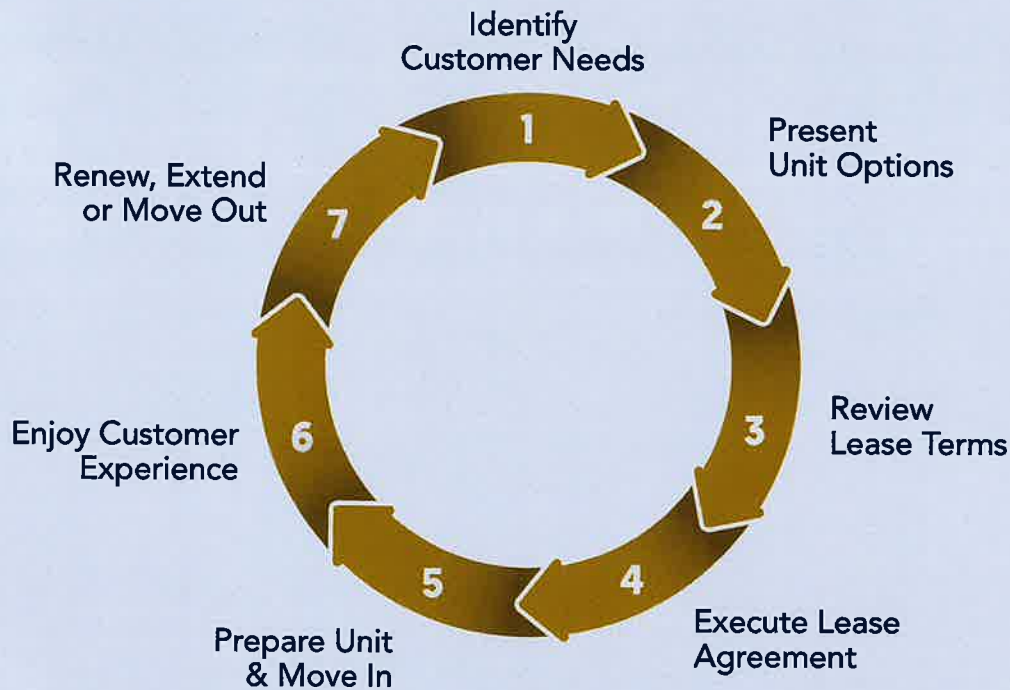 Identify
Customer Needs
1
Present
Unit Options
2
Review
Lease Terms
3
Execute Lease
Agreement
4
Prepare Unit
& Move In
5
Enjoy Customer
Experience
6
Renew, Extend
or Move Out
7